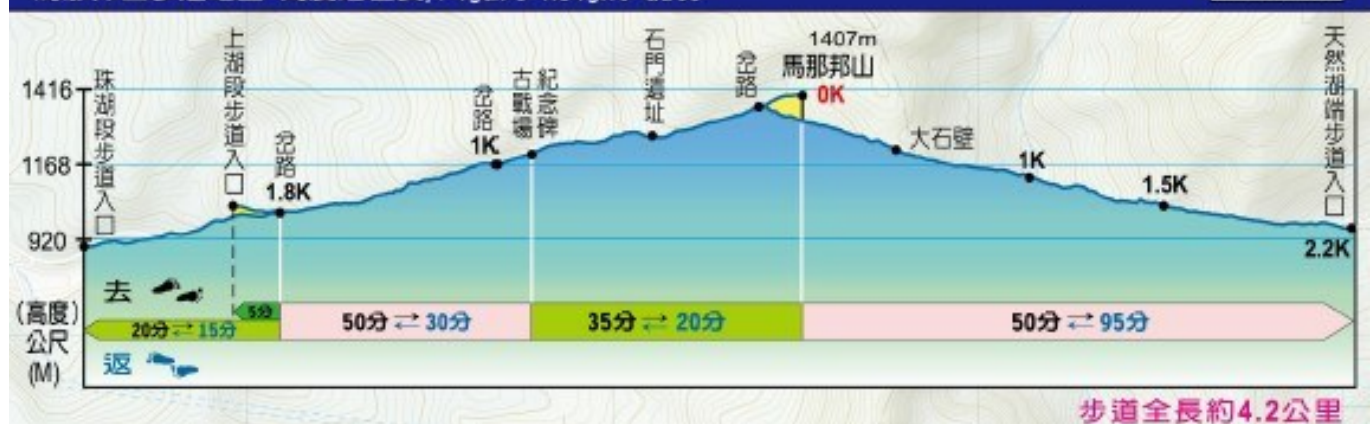 1407m
馬那邦山
0K
上湖段步道入口
石門遺址
岔路
天然湖端步道入口
珠湖段步道入口
岔路
古戰場
紀念碑
岔路
1K
1.8K
大石壁
1K
1.5K
2.2K
1416
1168
920
(高度)
公尺
(M)
去
5分
20分⇄15分
50分⇄30分
35分⇄20分
50分⇄95分
返
步道全長約4.2公里